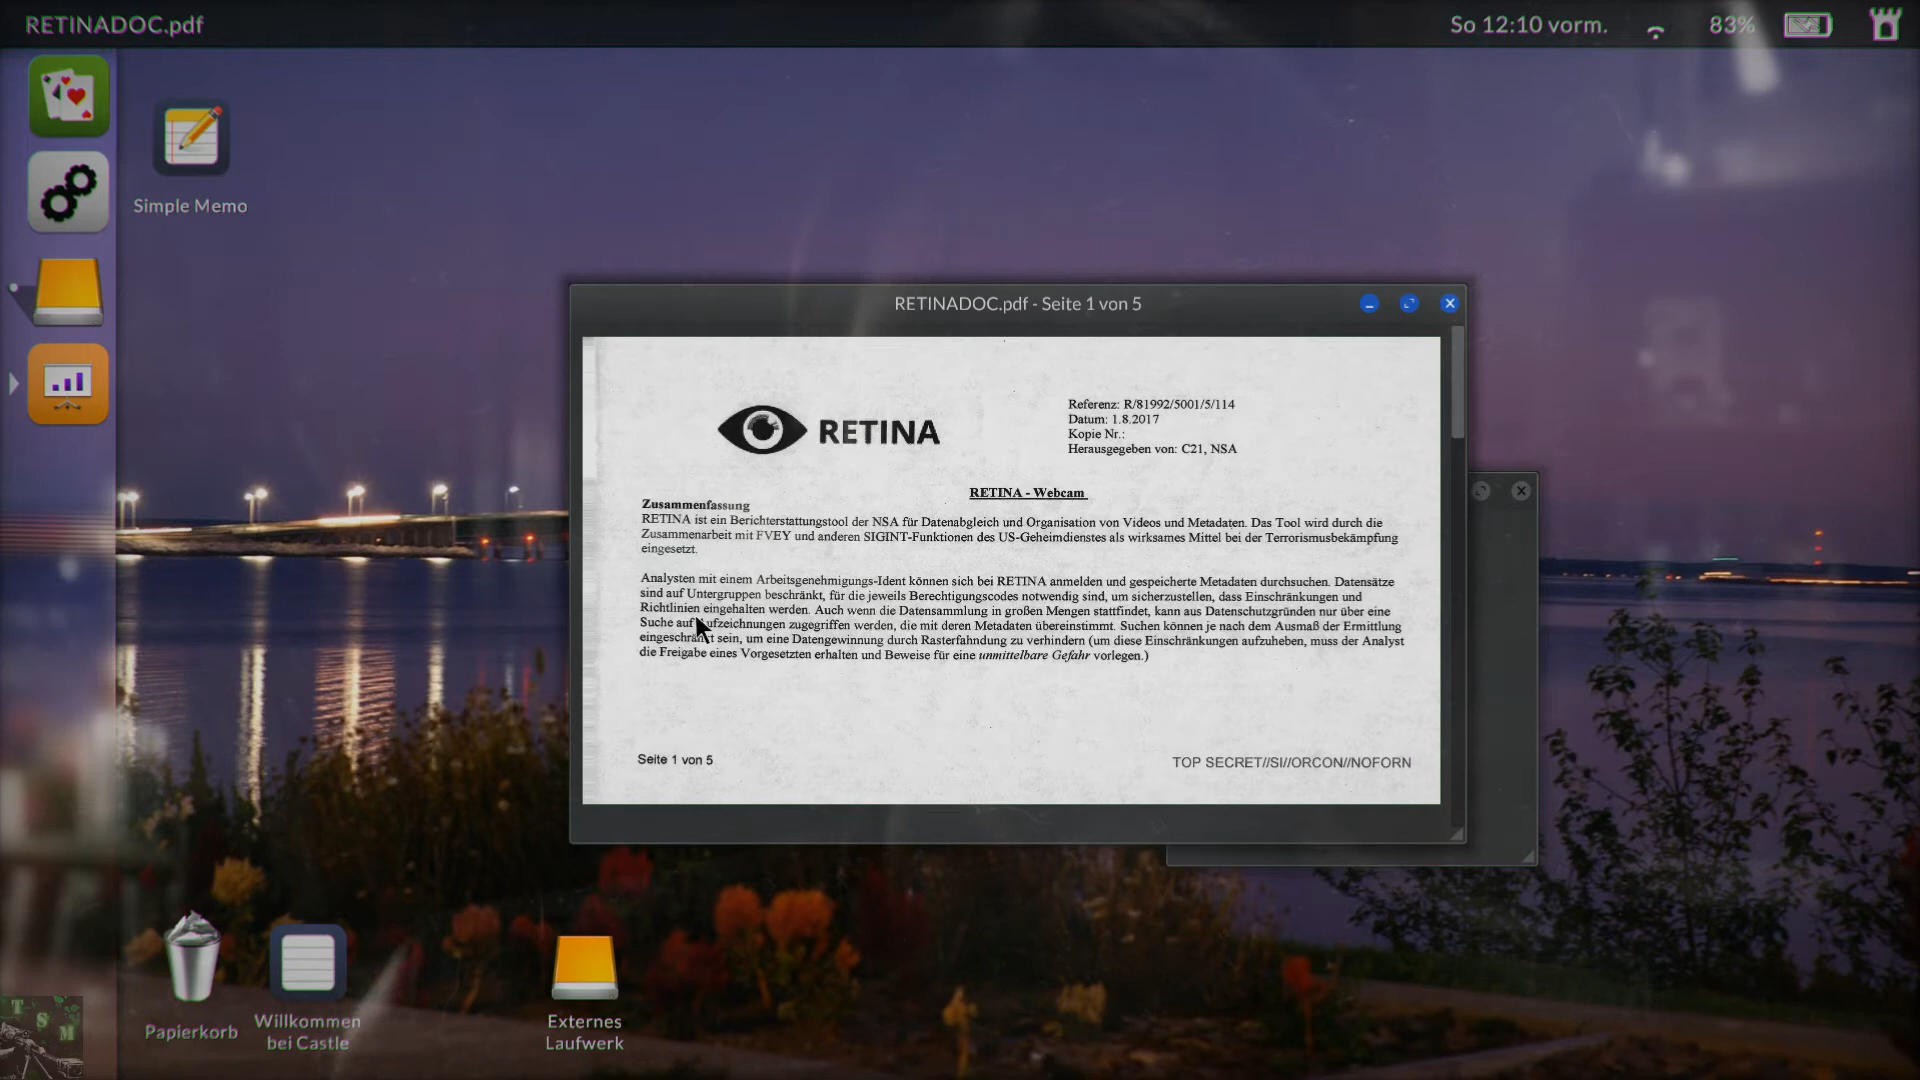 RETINADOC.pdf
So 12:10 vorm.
83%
Simple Memo
RETINADOC.pdf - Seite 1 von 5
RETINA
Referenz: R/81992/5001/5/114
Datum: 1.8.2017
Kopie Nr.:
Herausgegeben von: C21, NSA
RETINA - Webcam
Zusammenfassung
RETINA ist ein Berichterstattungstool der NSA für Datenabgleich und Organisation von Videos und Metadaten. Das Tool wird durch die
Zusammenarbeit mit FVEY und anderen SIGINT-Funktionen des US-Geheimdienstes als wirksames Mittel bei der Terrorismusbekämpfung
eingesetzt.
Analysten mit einem Arbeitsgenehmigungs-Ident können sich bei RETINA anmelden und gespeicherte Metadaten durchsuchen. Datensätze
sind auf Untergruppen beschränkt, für die jeweils Berechtigungscodes notwendig sind, um sicherzustellen, dass Einschränkungen und
Richtlinien eingehalten werden. Auch wenn die Datensammlung in großen Mengen stattfindet, kann aus Datenschutzgründen nur über eine
Suche auf Aufzeichnungen zugegriffen werden, die mit deren Metadaten übereinstimmt. Suchen können je nach dem Ausmaß der Ermittlung
eingeschränkt sein, um eine Datengewinnung durch Rasterfahndung zu verhindern (um diese Einschränkungen aufzuheben, muss der Analyst
die Freigabe eines Vorgesetzten erhalten und Beweise für eine unmittelbare Gefahr vorlegen.)
Seite 1 von 5
TOP SECRET//SI//ORCON//NOFORN
Papierkorb
Willkommen
bei Castle
Externes
Laufwerk
T S M